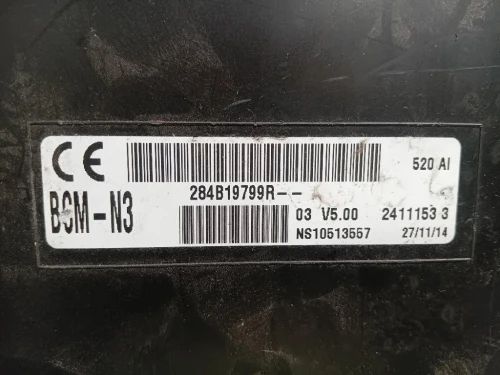 CE 520 AI
284B19799R--
BCM-N3 03 V5.00 2411153 3
NS10513557 27/11/14